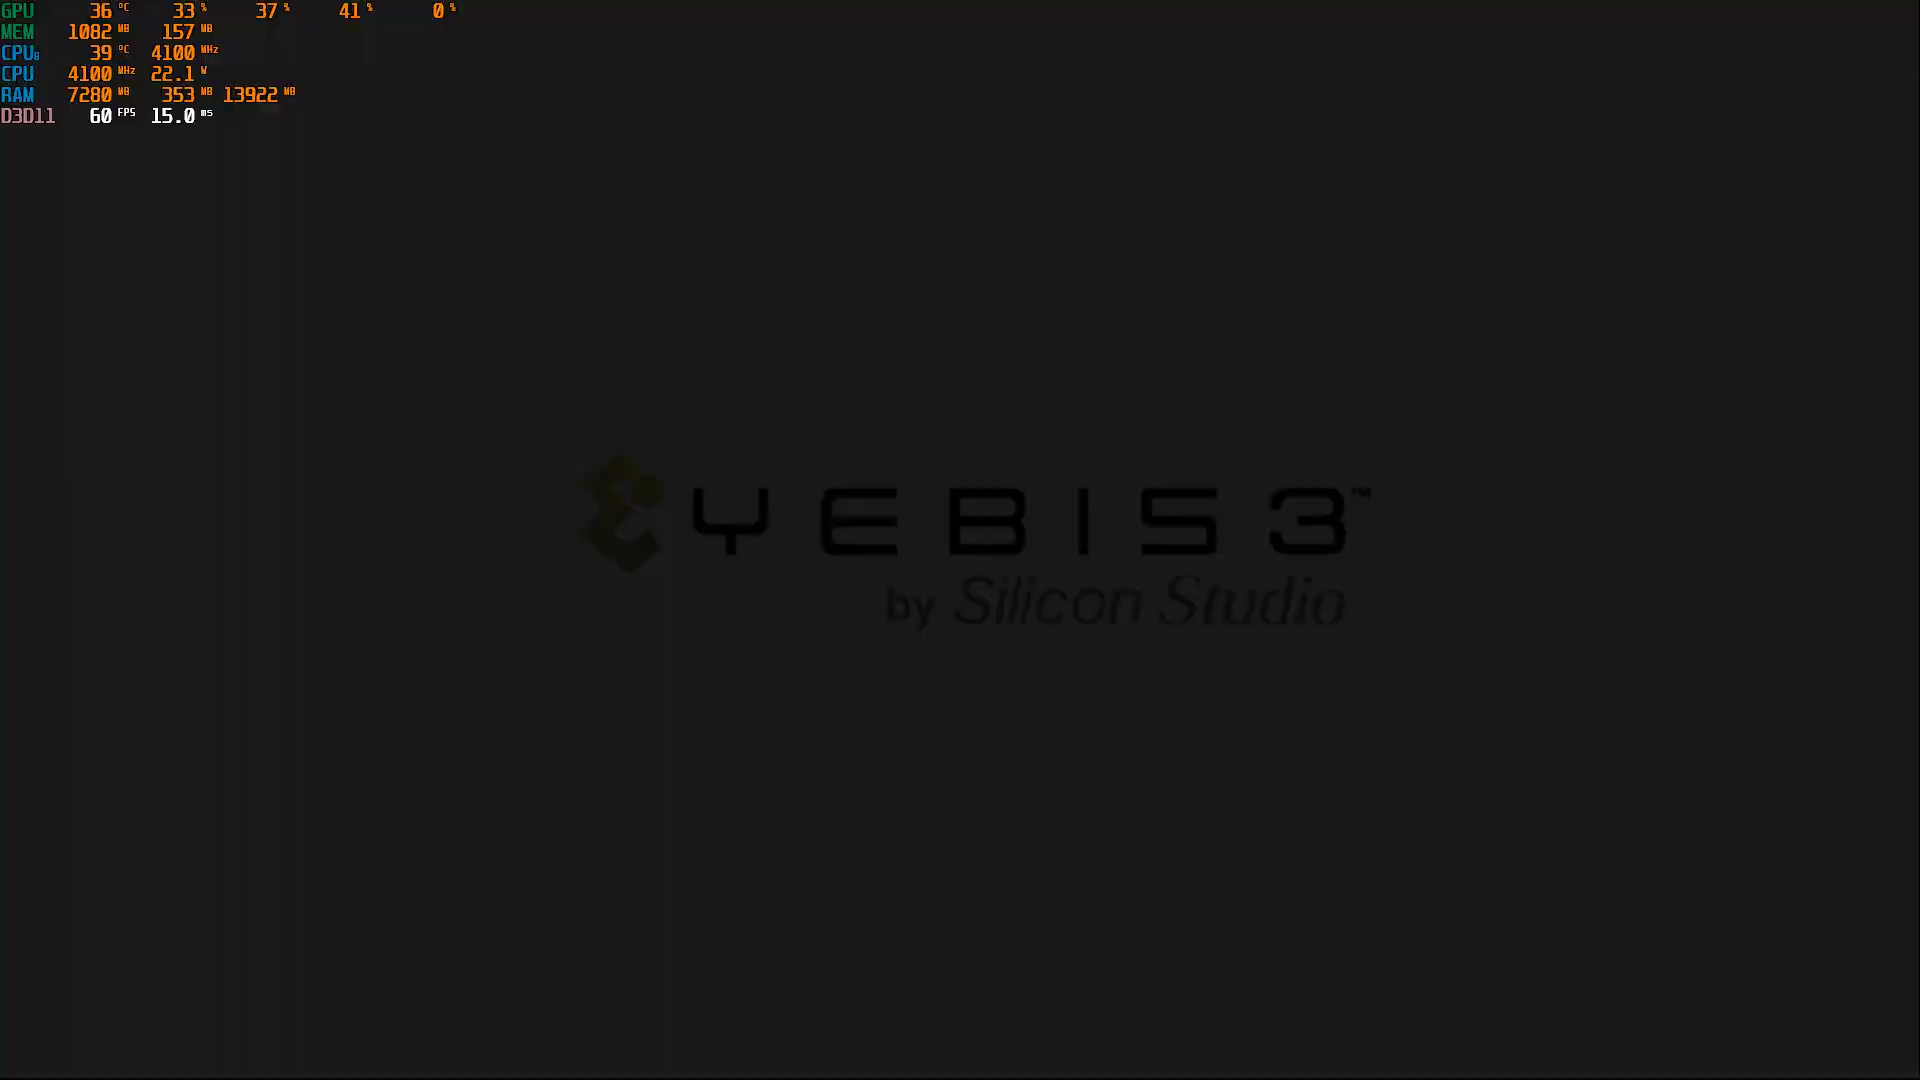 GPU 36 °C 33 % 37 % 41 % 0 %
MEM 1082 MB 157 MB
CPU8 39 °C 4100 MHz
CPU 4100 MHz 22.1 W
RAM 7280 MB 353 MB 13922 MB
D3D11 60 FPS 15.0 ms
YEBIS 3™
by Silicon Studio